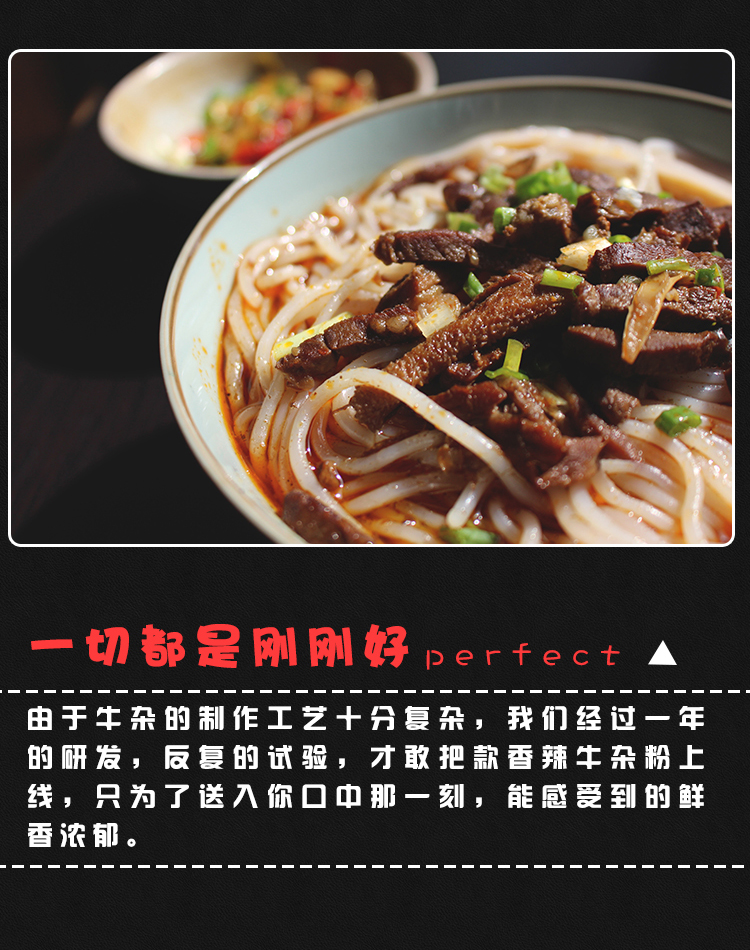 一切都是刚刚好 perfect
由于牛杂的制作工艺十分复杂，我们经过一年
的研发，反复的试验，才敢把款香辣牛杂粉上
线，只为了送入你口中那一刻，能感受到的鲜
香浓郁。